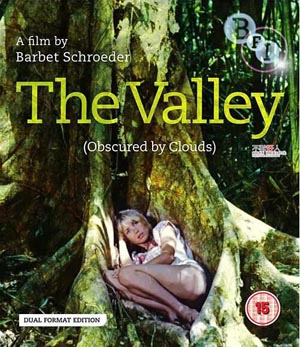 A film by
Barbet Schroeder
BFI
The Valley
(Obscured by Clouds)
15
DUAL FORMAT EDITION